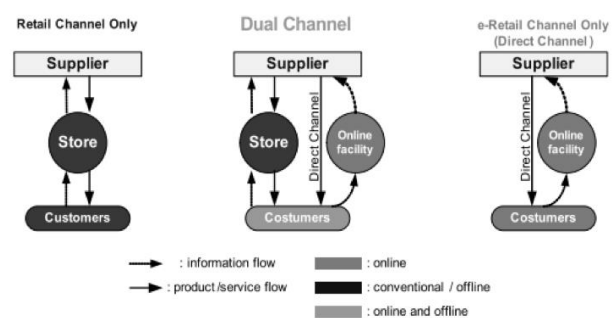 Retail Channel Only
Supplier
Store
Customers
Dual Channel
Supplier
Store
Direct Channel
Online
facility
Costumers
e-Retail Channel Only
(Direct Channel)
Supplier
Direct Channel
Online
facility
Costumers
: information flow
: product /service flow
: online
: conventional / offline
: online and offline